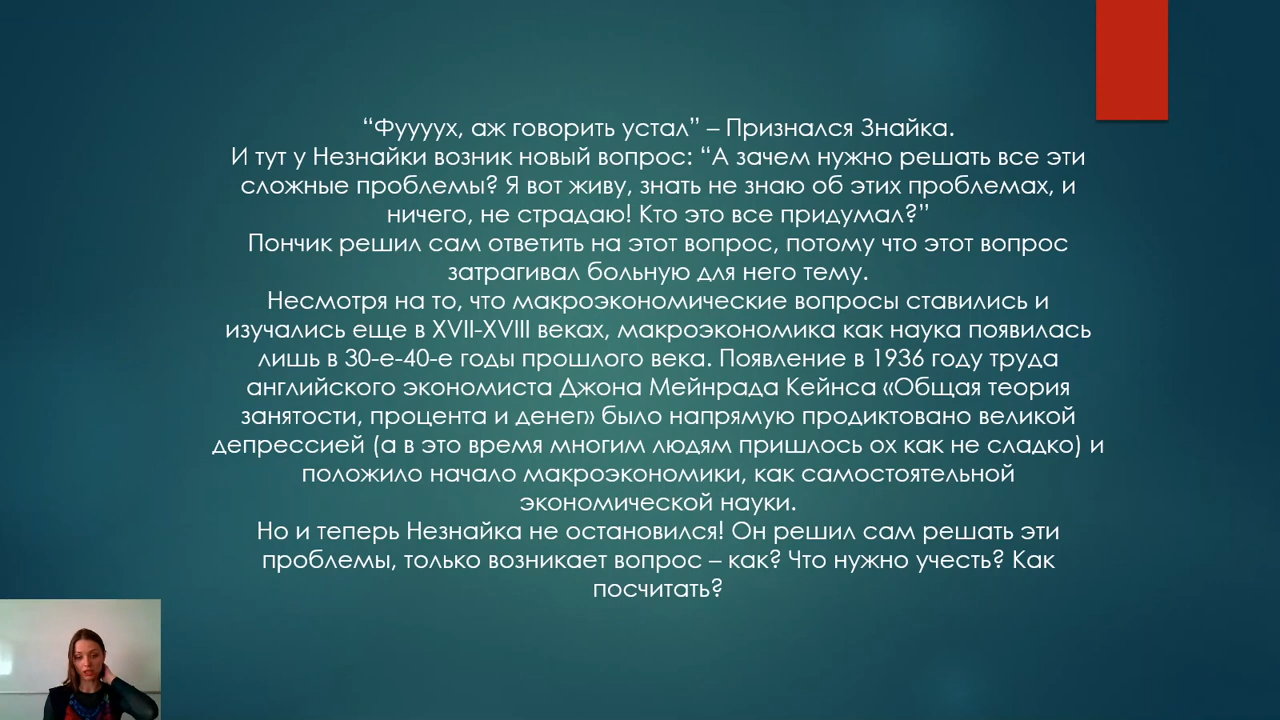 “Фуууух, аж говорить устал” – Признался Знайка.
И тут у Незнайки возник новый вопрос: “А зачем нужно решать все эти
сложные проблемы? Я вот живу, знать не знаю об этих проблемах, и
ничего, не страдаю! Кто это все придумал?”
Пончик решил сам ответить на этот вопрос, потому что этот вопрос
затрагивал больную для него тему.
Несмотря на то, что макроэкономические вопросы ставились и
изучались еще в XVII-XVIII веках, макроэкономика как наука появилась
лишь в 30-е-40-е годы прошлого века. Появление в 1936 году труда
английского экономиста Джона Мейнрада Кейнса «Общая теория
занятости, процента и денег» было напрямую продиктовано великой
депрессией (а в это время многим людям пришлось ох как не сладко) и
положило начало макроэкономики, как самостоятельной
экономической науки.
Но и теперь Незнайка не остановился! Он решил сам решать эти
проблемы, только возникает вопрос – как? Что нужно учесть? Как
посчитать?